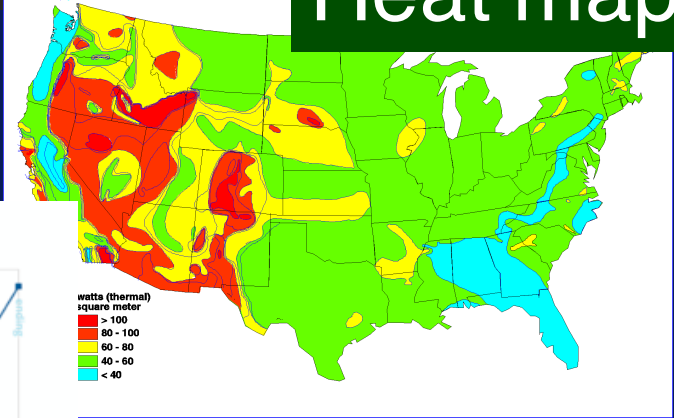 Heat map
watts (thermal)
square meter
> 100
80 - 100
60 - 80
40 - 60
< 40